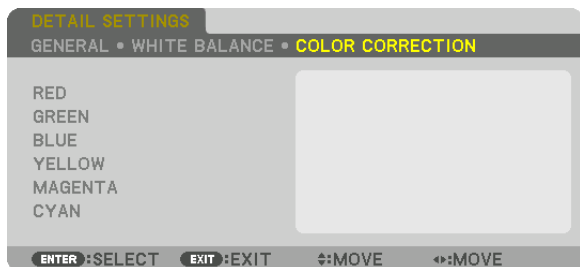 DETAIL SETTINGS
GENERAL • WHITE BALANCE • COLOR CORRECTION
RED
GREEN
BLUE
YELLOW
MAGENTA
CYAN
ENTER :SELECT EXIT :EXIT :MOVE :MOVE